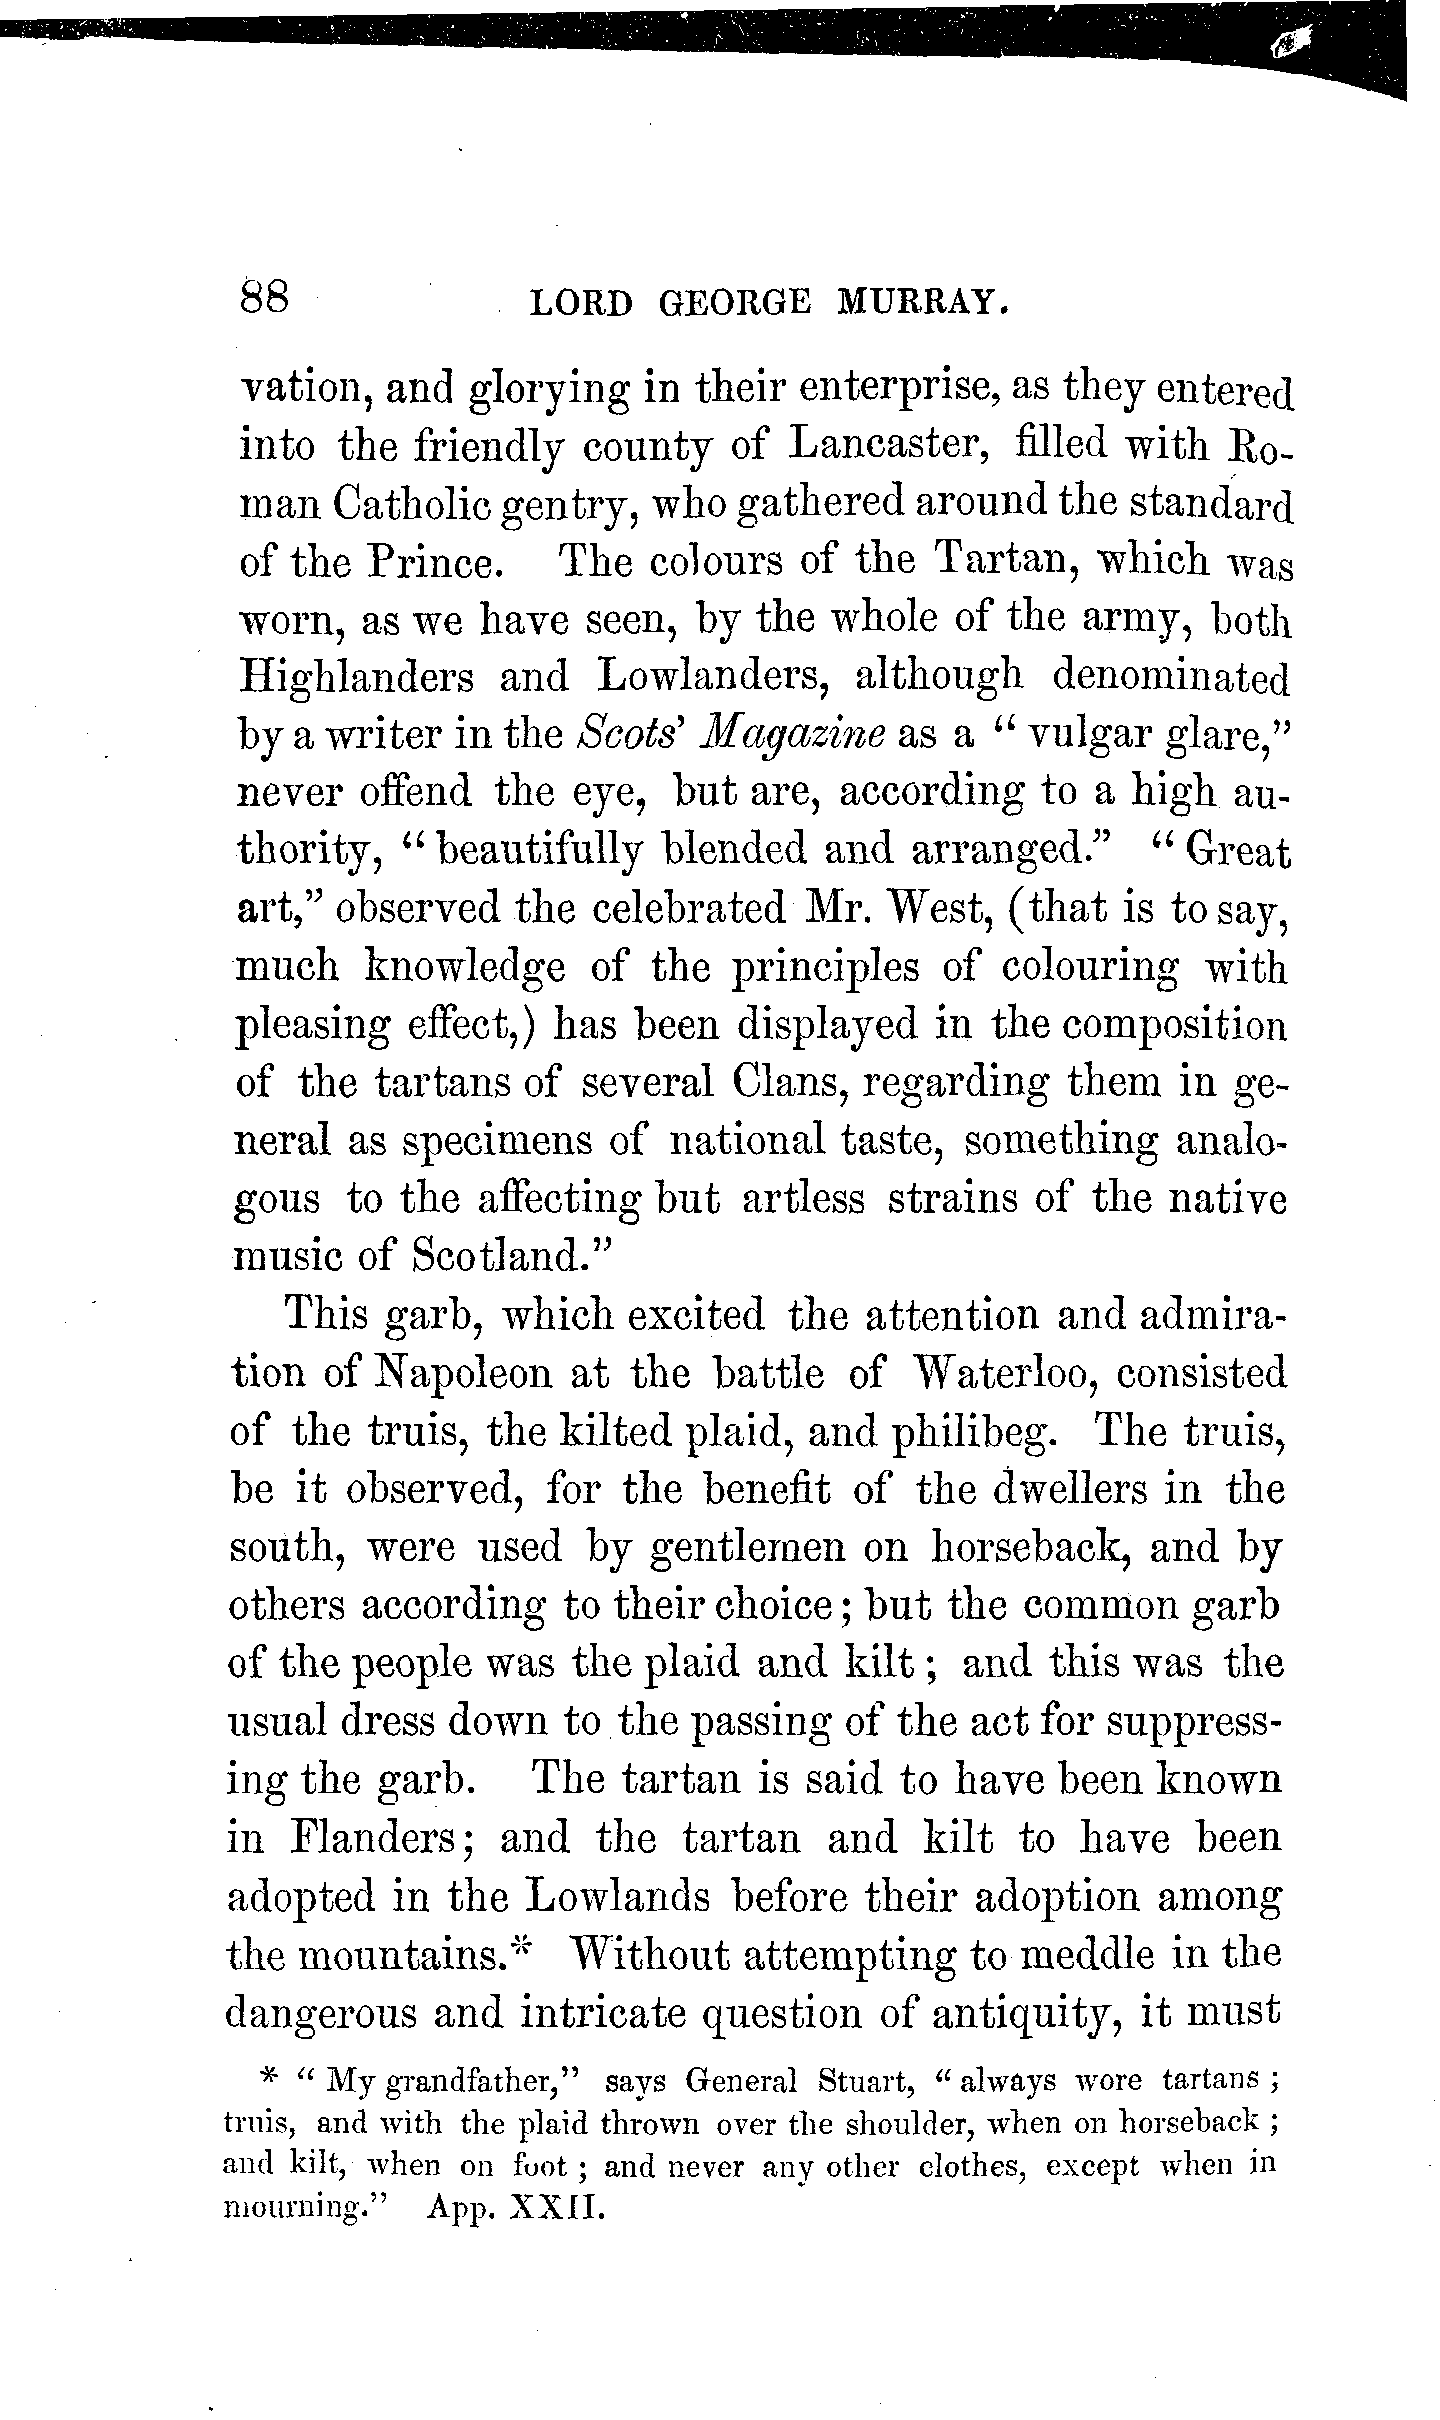 88 LORD GEORGE MURRAY.
vation, and glorying in their enterprise, as they entered
into the friendly county of Lancaster, filled with Ro-
man Catholic gentry, who gathered around the standard
of the Prince. The colours of the Tartan, which was
worn, as we have seen, by the whole of the army, both
Highlanders and Lowlanders, although denominated
by a writer in the Scots' Magazine as a “ vulgar glare,”
never offend the eye, but are, according to a high au-
thority, “ beautifully blended and arranged.” “ Great
art,” observed the celebrated Mr. West, (that is to say,
much knowledge of the principles of colouring with
pleasing effect,) has been displayed in the composition
of the tartans of several Clans, regarding them in ge-
neral as specimens of national taste, something analo-
gous to the affecting but artless strains of the native
music of Scotland.”
This garb, which excited the attention and admira-
tion of Napoleon at the battle of Waterloo, consisted
of the truis, the kilted plaid, and philibeg. The truis,
be it observed, for the benefit of the dwellers in the
south, were used by gentlemen on horseback, and by
others according to their choice; but the common garb
of the people was the plaid and kilt; and this was the
usual dress down to the passing of the act for suppress-
ing the garb. The tartan is said to have been known
in Flanders; and the tartan and kilt to have been
adopted in the Lowlands before their adoption among
the mountains.* Without attempting to meddle in the
dangerous and intricate question of antiquity, it must
* “ My grandfather,” says General Stuart, “ always wore tartans ;
truis, and with the plaid thrown over the shoulder, when on horseback ;
and kilt, when on foot ; and never any other clothes, except when in
mourning.” App. XXII.